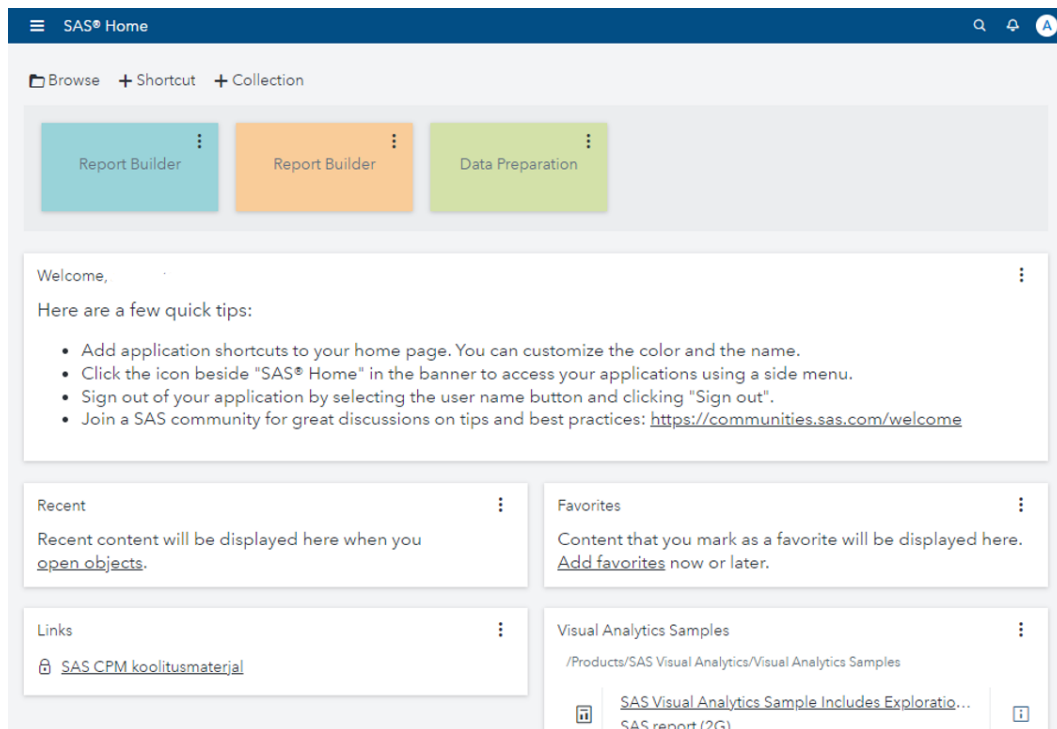 SAS® Home
A
Browse + Shortcut + Collection
Report Builder
Report Builder
Data Preparation
Welcome,
Here are a few quick tips:
• Add application shortcuts to your home page. You can customize the color and the name.
• Click the icon beside "SAS® Home" in the banner to access your applications using a side menu.
• Sign out of your application by selecting the user name button and clicking "Sign out".
• Join a SAS community for great discussions on tips and best practices: https://communities.sas.com/welcome
Recent
Recent content will be displayed here when you
open objects.
Favorites
Content that you mark as a favorite will be displayed here.
Add favorites now or later.
Links
SAS CPM koolitusmaterjal
Visual Analytics Samples
/Products/SAS Visual Analytics/Visual Analytics Samples
SAS Visual Analytics Sample Includes Exploratio...
SAS report (2G)